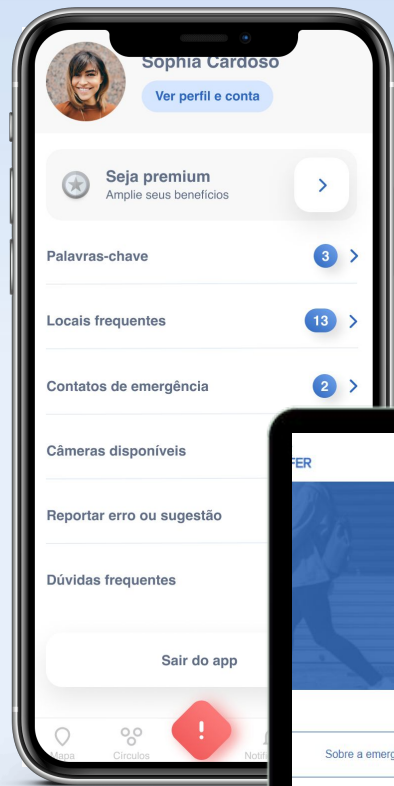 Sophia Cardoso
Ver perfil e conta
Seja premium
Amplie seus benefícios
Palavras-chave
3
Locais frequentes
13
Contatos de emergência
2
Câmeras disponíveis
FER
Reportar erro ou sugestão
Dúvidas frequentes
Sair do app
!
Mapa
Círculos
Notifi
Sobre a emerg